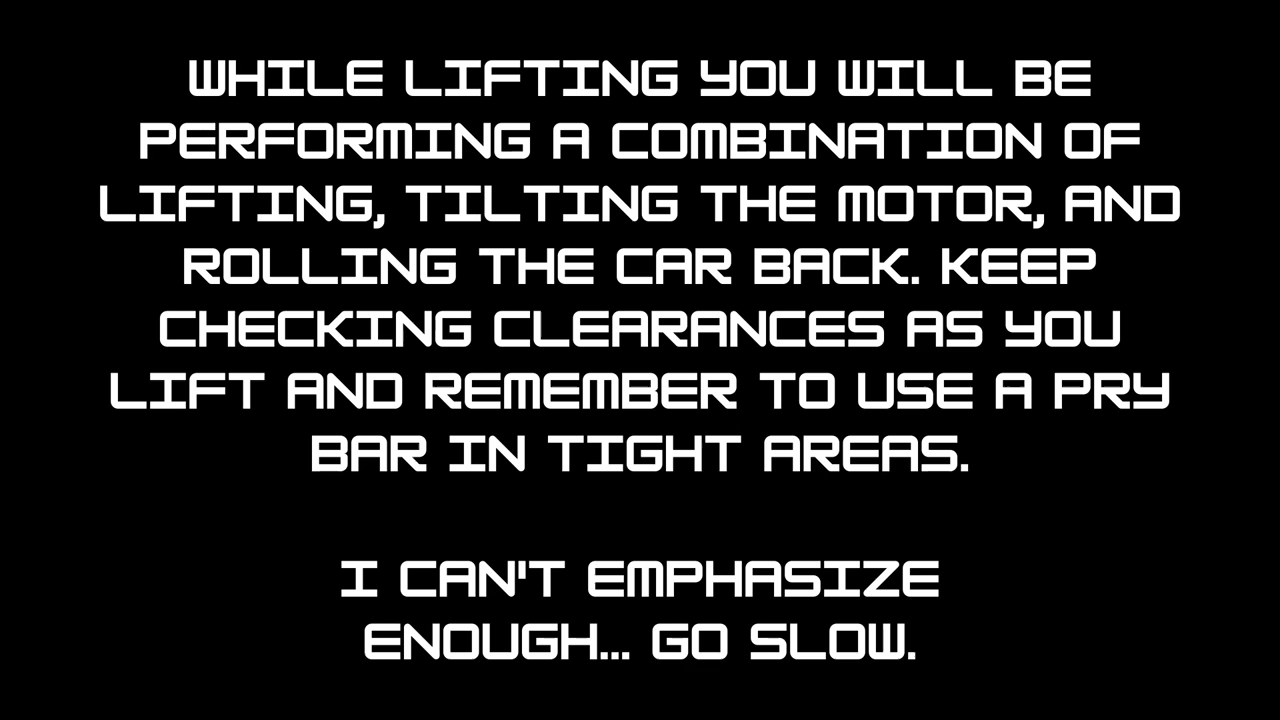 WHILE LIFTING YOU WILL BE
PERFORMING A COMBINATION OF
LIFTING, TILTING THE MOTOR, AND
ROLLING THE CAR BACK. KEEP
CHECKING CLEARANCES AS YOU
LIFT AND REMEMBER TO USE A PRY
BAR IN TIGHT AREAS.
I CAN'T EMPHASIZE
ENOUGH... GO SLOW.